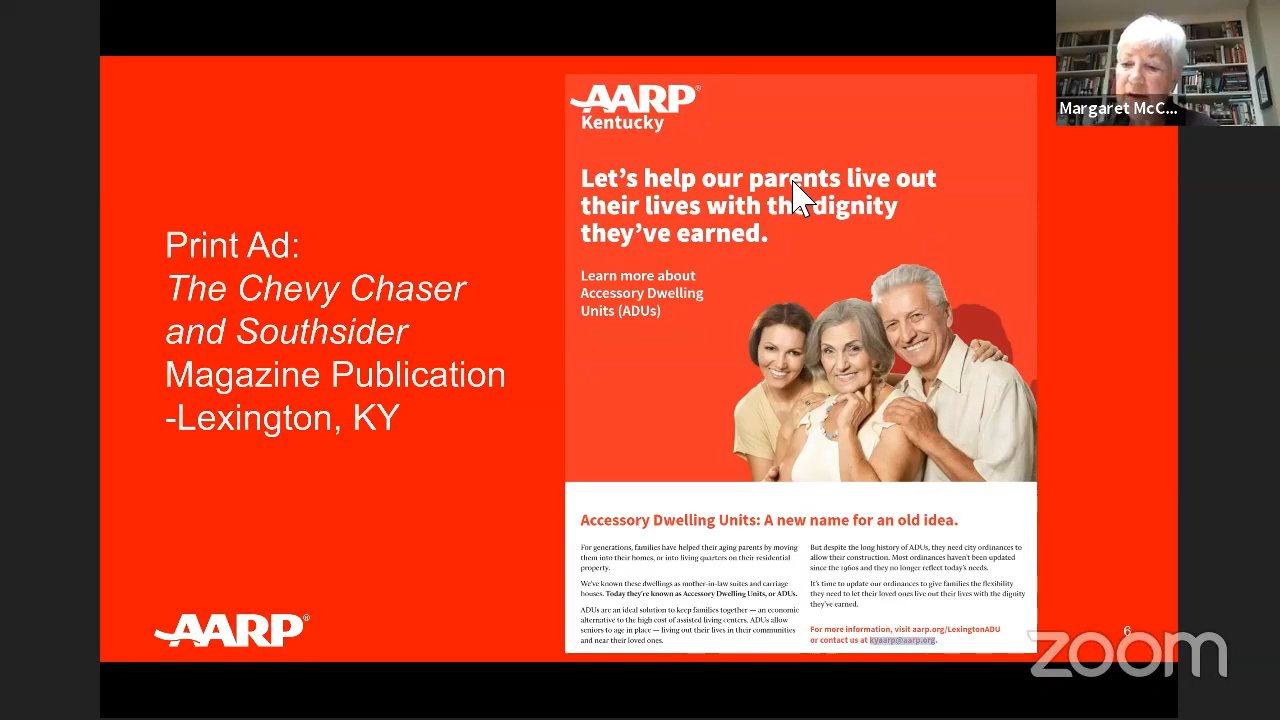 Print Ad:
The Chevy Chaser
and Southsider
Magazine Publication
-Lexington, KY
AARP®
AARP®
Kentucky
Let's help our parents live out
their lives with the dignity
they've earned.
Learn more about
Accessory Dwelling
Units (ADUs)
Accessory Dwelling Units: A new name for an old idea.
For generations, families have helped their aging parents by moving
them into their homes, or into living quarters on their residential
property.
We've known these dwellings as mother-in-law suites and carriage
houses. Today they're known as Accessory Dwelling Units, or ADUs.
ADUs are an ideal solution to keep families together — an economic
alternative to the high cost of assisted living centers. ADUs allow
seniors to age in place — living out their lives in their communities
and near their loved ones.
But despite the long history of ADUs, they need city ordinances to
allow their construction. Most ordinances haven't been updated
since the 1960s and they no longer reflect today's needs.
It's time to update our ordinances to give families the flexibility
they need to let their loved ones live out their lives with the dignity
they've earned.
For more information, visit aarp.org/LexingtonADU
or contact us at kyaarp@aarp.org.
6
Margaret McC...
zoom